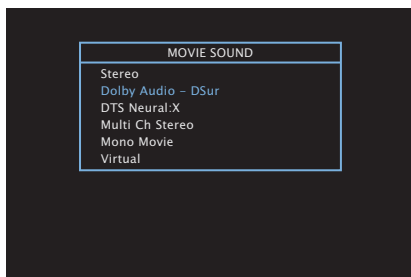 MOVIE SOUND
Stereo
Dolby Audio – DSur
DTS Neural:X
Multi Ch Stereo
Mono Movie
Virtual